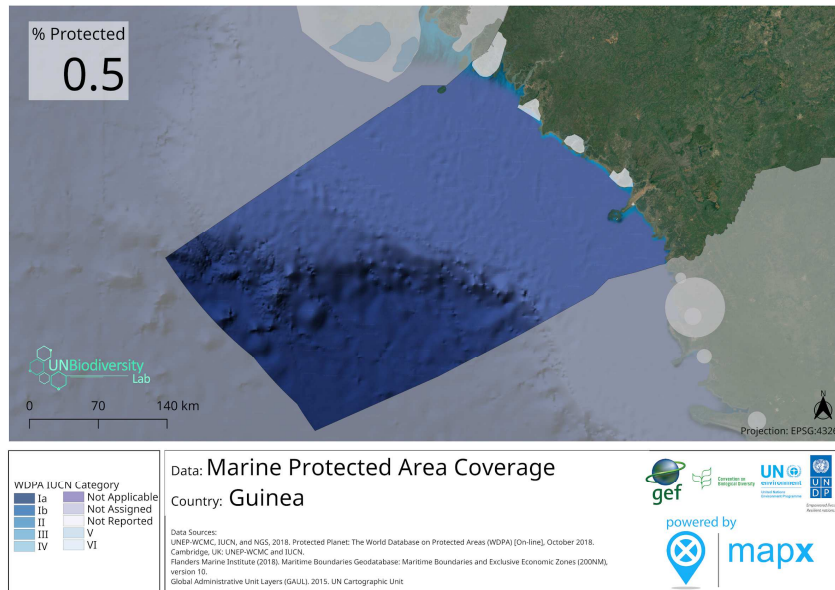 % Protected
0.5
UNBiodiversity
Lab
0 70 140 km
N
Projection: EPSG:4326
WDPA IUCN Category
Ia
Ib
II
III
IV
Not Applicable
Not Assigned
Not Reported
V
VI
Data: Marine Protected Area Coverage
Country: Guinea
Data Sources:
UNEP-WCMC, IUCN, and NGS, 2018. Protected Planet: The World Database on Protected Areas (WDPA) [On-line], October 2018.
Cambridge, UK: UNEP-WCMC and IUCN.
Flanders Marine Institute (2018). Maritime Boundaries Geodatabase: Maritime Boundaries and Exclusive Economic Zones (200NM),
version 10.
Global Administrative Unit Layers (GAUL). 2015. UN Cartographic Unit
gef
Convention on
Biological Diversity
UN
environment
United Nations
Environment Programme
U N
D P
powered by
mapx